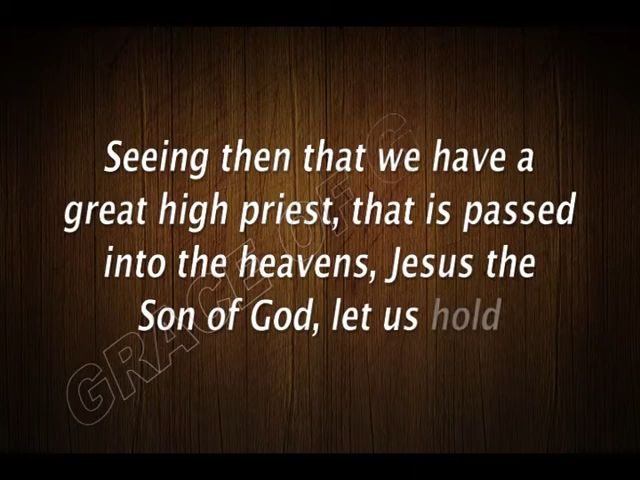 Seeing then that we have a
great high priest, that is passed
into the heavens, Jesus the
Son of God, let us hold
GRACE OF G